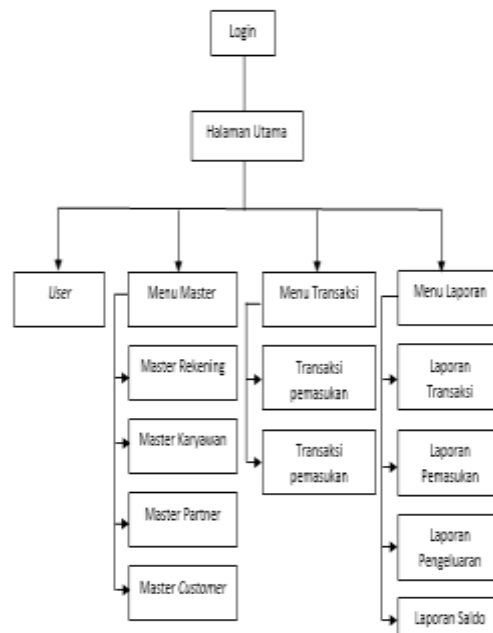 Login
Halaman Utama
User
Menu Master
Menu Transaksi
Menu Laporan
Master Rekening
Master Karyawan
Master Partner
Master Customer
Transaksi
pemasukan
Transaksi
pemasukan
Laporan
Transaksi
Laporan
Pemasukan
Laporan
Pengeluaran
Laporan Saldo